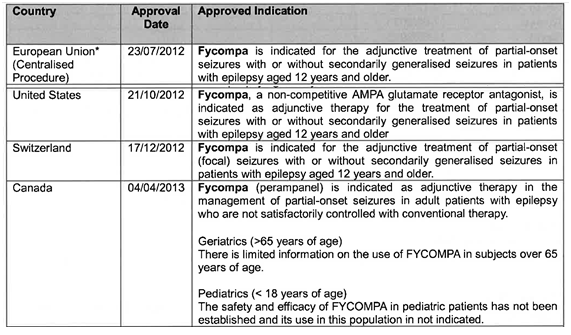 Country Approval Date Approved Indication
European Union* (Centralised Procedure) 23/07/2012
Fycompa is indicated for the adjunctive treatment of partial-onset
seizures with or without secondarily generalised seizures in patients
with epilepsy aged 12 years and older.
United States 21/10/2012
Fycompa, a non-competitive AMPA glutamate receptor antagonist, is
indicated as adjunctive therapy for the treatment of partial-onset
seizures with or without secondarily generalised seizures in patients
with epilepsy aged 12 years and older
Switzerland 17/12/2012
Fycompa is indicated for the adjunctive treatment of partial-onset
(focal) seizures with or without secondarily generalised seizures in
patients with epilepsy aged 12 years and older.
Canada 04/04/2013
Fycompa (perampanel) is indicated as adjunctive therapy in the
management of partial-onset seizures in adult patients with epilepsy
who are not satisfactorily controlled with conventional therapy.
Geriatrics (>65 years of age)
There is limited information on the use of FYCOMPA in subjects over 65
years of age.
Pediatrics (< 18 years of age)
The safety and efficacy of FYCOMPA in pediatric patients has not been
established and its use in this population in not indicated.